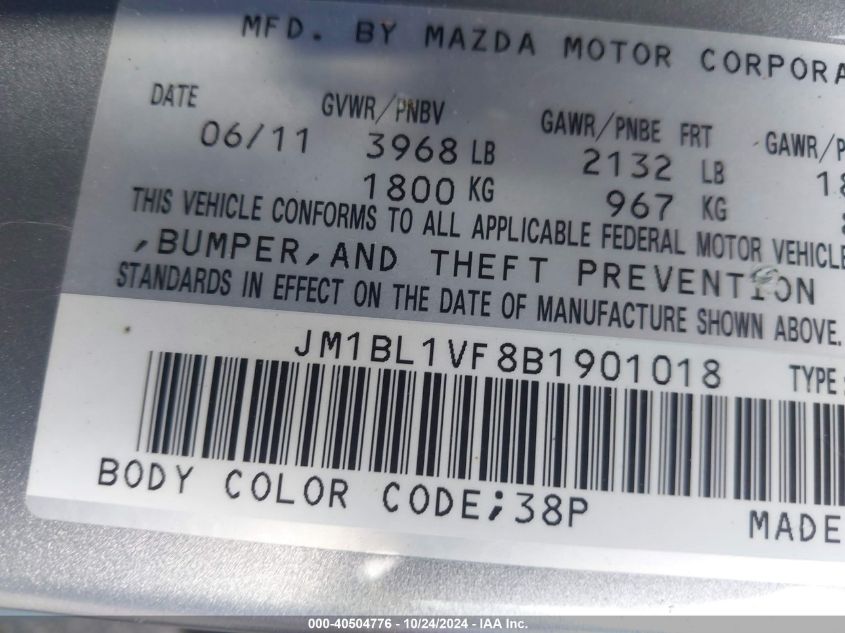 MFD. BY MAZDA MOTOR CORPORA
DATE GVWR/PNBV GAWR/PNBE FRT GAWR/P
06/11 3968 LB 2132 LB 18
1800 KG 967 KG
THIS VEHICLE CONFORMS TO ALL APPLICABLE FEDERAL MOTOR VEHICLE
,BUMPER,AND THEFT PREVENTION
STANDARDS IN EFFECT ON THE DATE OF MANUFACTURE SHOWN ABOVE.
JM1BL1VF8B1901018 TYPE:
BODY COLOR CODE;38P
MADE
000-40504776 - 10/24/2024 - IAA Inc.